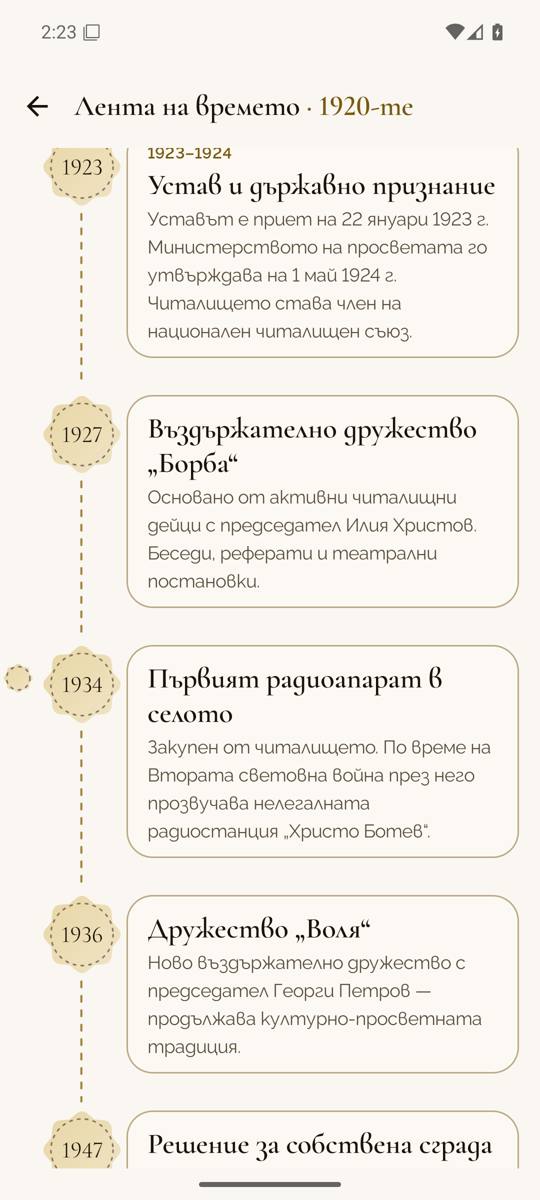 2:23
Лента на времето · 1920-те
1923
1923–1924
Устав и държавно признание
Уставът е приет на 22 януари 1923 г.
Министерството на просветата го
утвърждава на 1 май 1924 г.
Читалището става член на
национален читалищен съюз.
1927
Въздържателно дружество
„Борба“
Основано от активни читалищни
дейци с председател Илия Христов.
Беседи, реферати и театрални
постановки.
1934
Първият радиоапарат в
селото
Закупен от читалището. По време на
Втората световна война през него
прозвучава нелегалната
радиостанция „Христо Ботев“.
1936
Дружество „Воля“
Ново въздържателно дружество с
председател Георги Петров —
продължава културно-просветната
традиция.
1947
Решение за собствена сграда